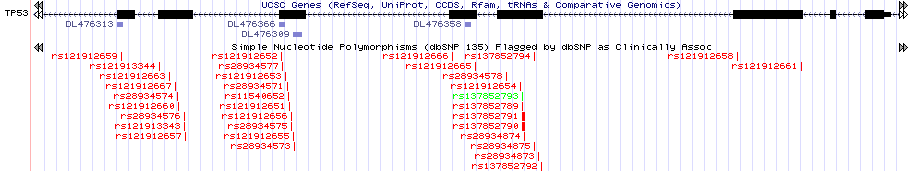 UCSC Genes (RefSeq, UniProt, CCDS, Rfam, tRNAs & Comparative Genomics)
TP53
DL476313 DL476366 DL476358
DL476309
Simple Nucleotide Polymorphisms (dbSNP 135) Flagged by dbSNP as Clinically Assoc
rs121912659 rs121912652 rs121912666 rs137852794 rs121912658
rs121913344 rs28934577 rs121912665 rs121912661
rs121912663 rs121912653 rs28934578
rs121912667 rs28934571 rs121912654
rs28934574 rs11540652 rs137852793
rs121912660 rs121912651 rs137852789
rs28934576 rs121912656 rs137852791
rs121913343 rs28934575 rs137852790
rs121912657 rs121912655 rs28934874
rs28934573 rs28934875
rs28934873
rs137852792